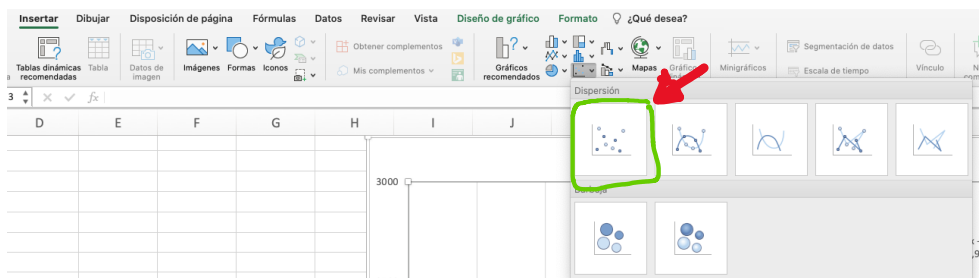 Insertar Dibujar Disposición de página Fórmulas Datos Revisar Vista Diseño de gráfico Formato ¿Qué desea?
Tablas dinámicas recomendadas
Tabla
Datos de imagen
Imágenes
Formas
Iconos
Obtener complementos
Mis complementos
Gráficos recomendados
Mapas
Gráfico
Minigráficos
Segmentación de datos
Escala de tiempo
Vínculo
3 fx
Dispersión
D E F G H I J
3000